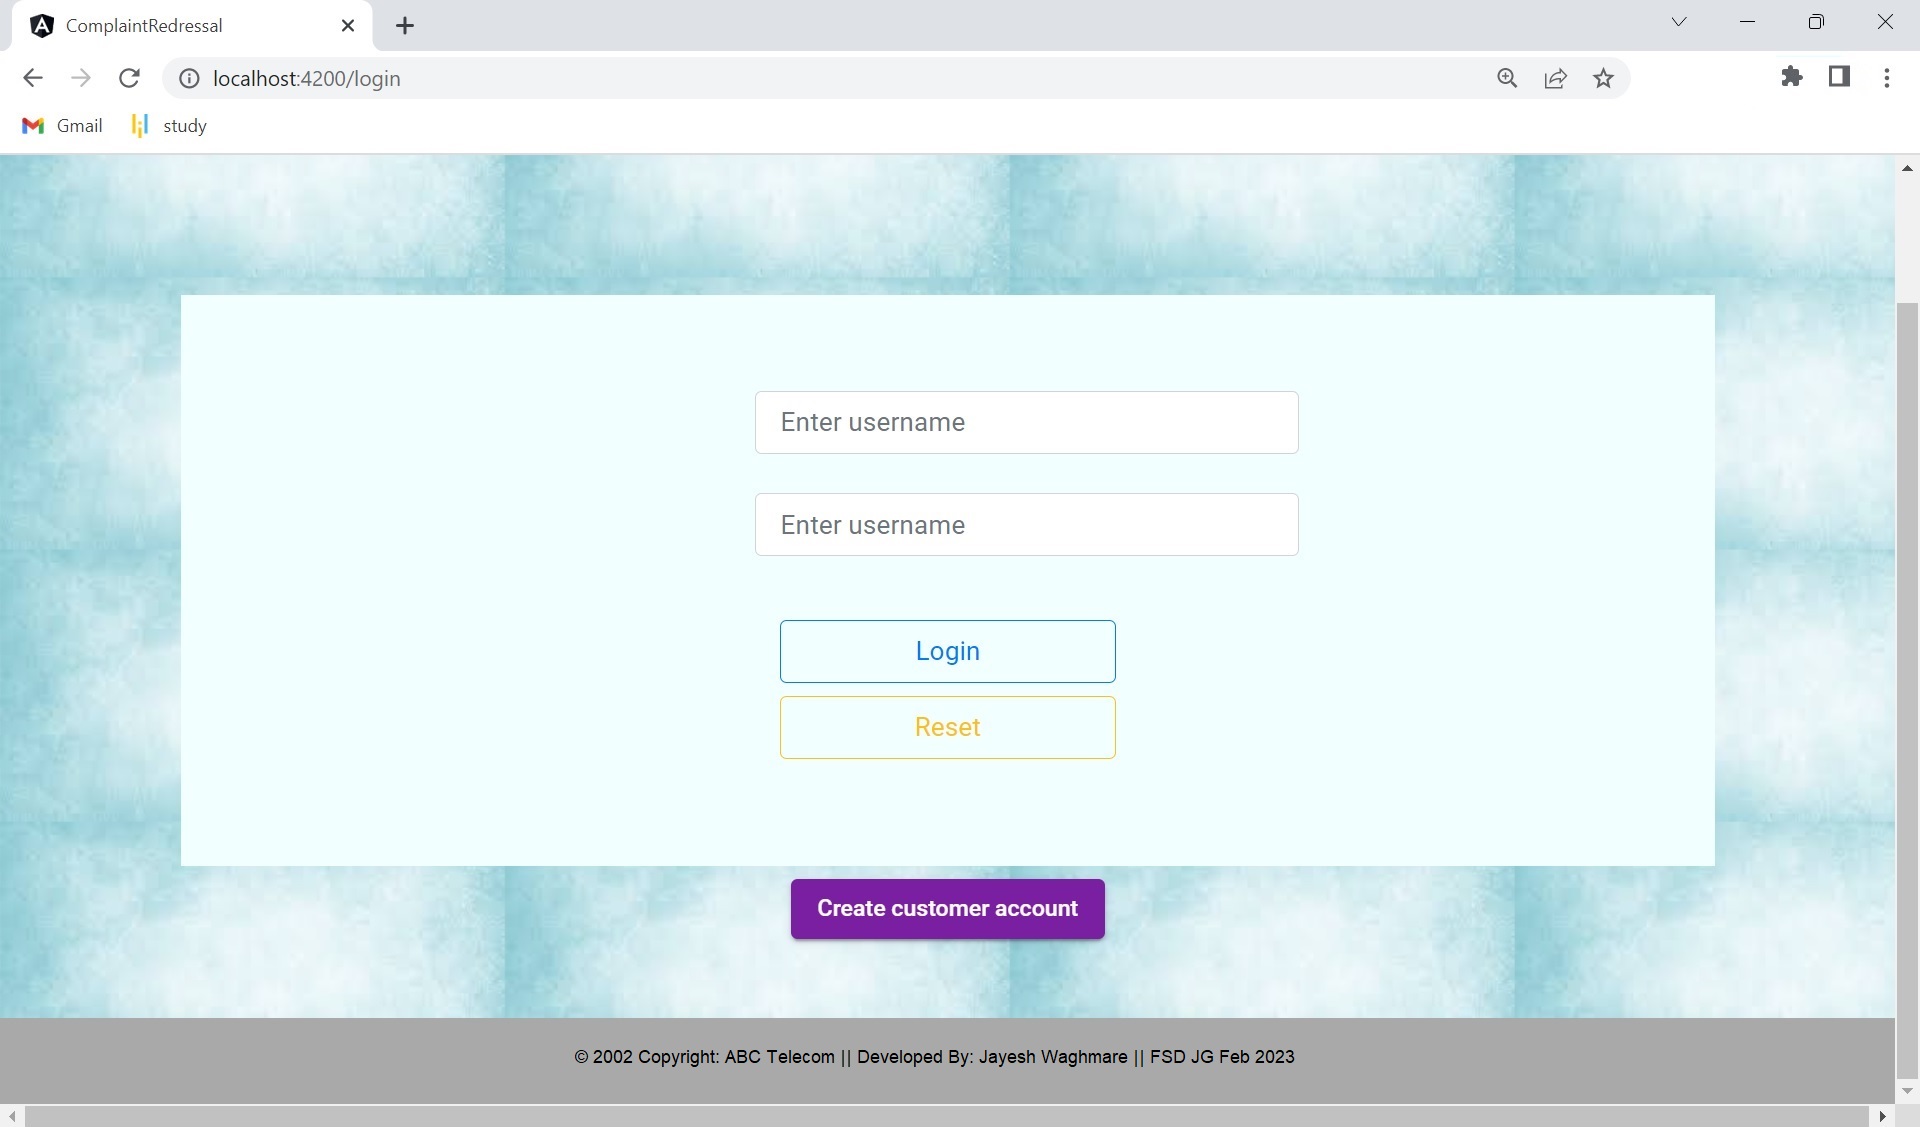 ComplaintRedressal
localhost:4200/login
Gmail study
Enter username
Enter username
Login
Reset
Create customer account
© 2002 Copyright: ABC Telecom || Developed By: Jayesh Waghmare || FSD JG Feb 2023